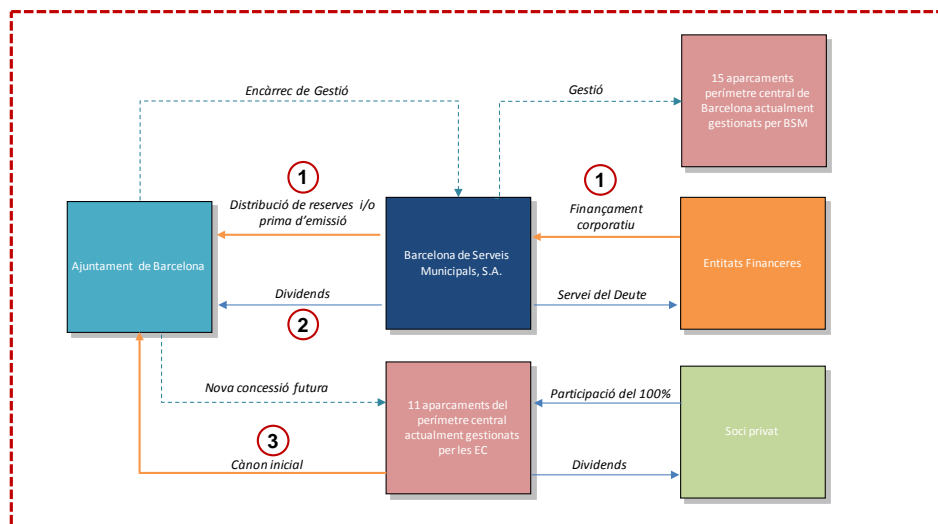 15 aparcaments
perímetre central de
Barcelona actualment
gestionats per BSM
Encàrrec de Gestió
Gestió
1
Distribució de reserves i/o
prima d'emissió
1
Finançament
corporatiu
Ajuntament de Barcelona
Barcelona de Serveis
Municipals, S.A.
Entitats Financeres
Dividends
2
Servei del Deute
Nova concessió futura
11 aparcaments del
perímetre central
actualment gestionats
per les EC
Participació del 100%
Soci privat
3
Cànon inicial
Dividends